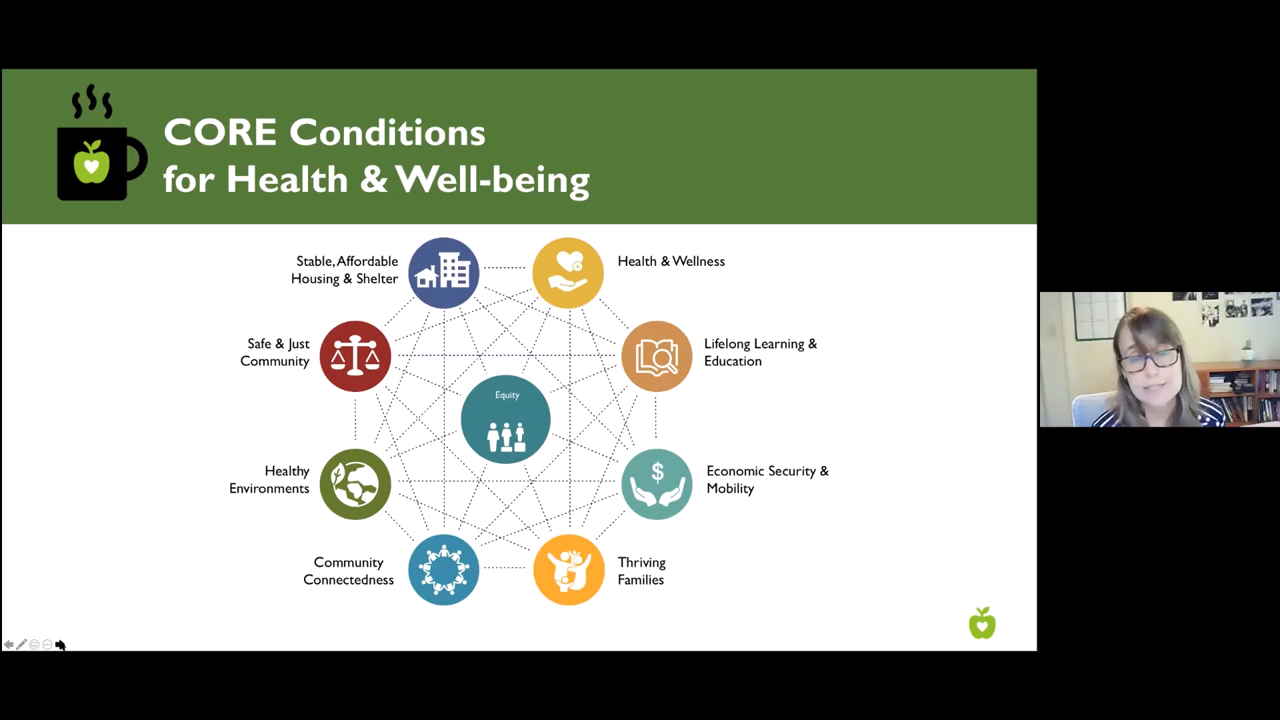 CORE Conditions
for Health & Well-being
Stable, Affordable
Housing & Shelter
Health & Wellness
Safe & Just
Community
Lifelong Learning &
Education
Equity
Healthy
Environments
$
Economic Security &
Mobility
Community
Connectedness
Thriving
Families